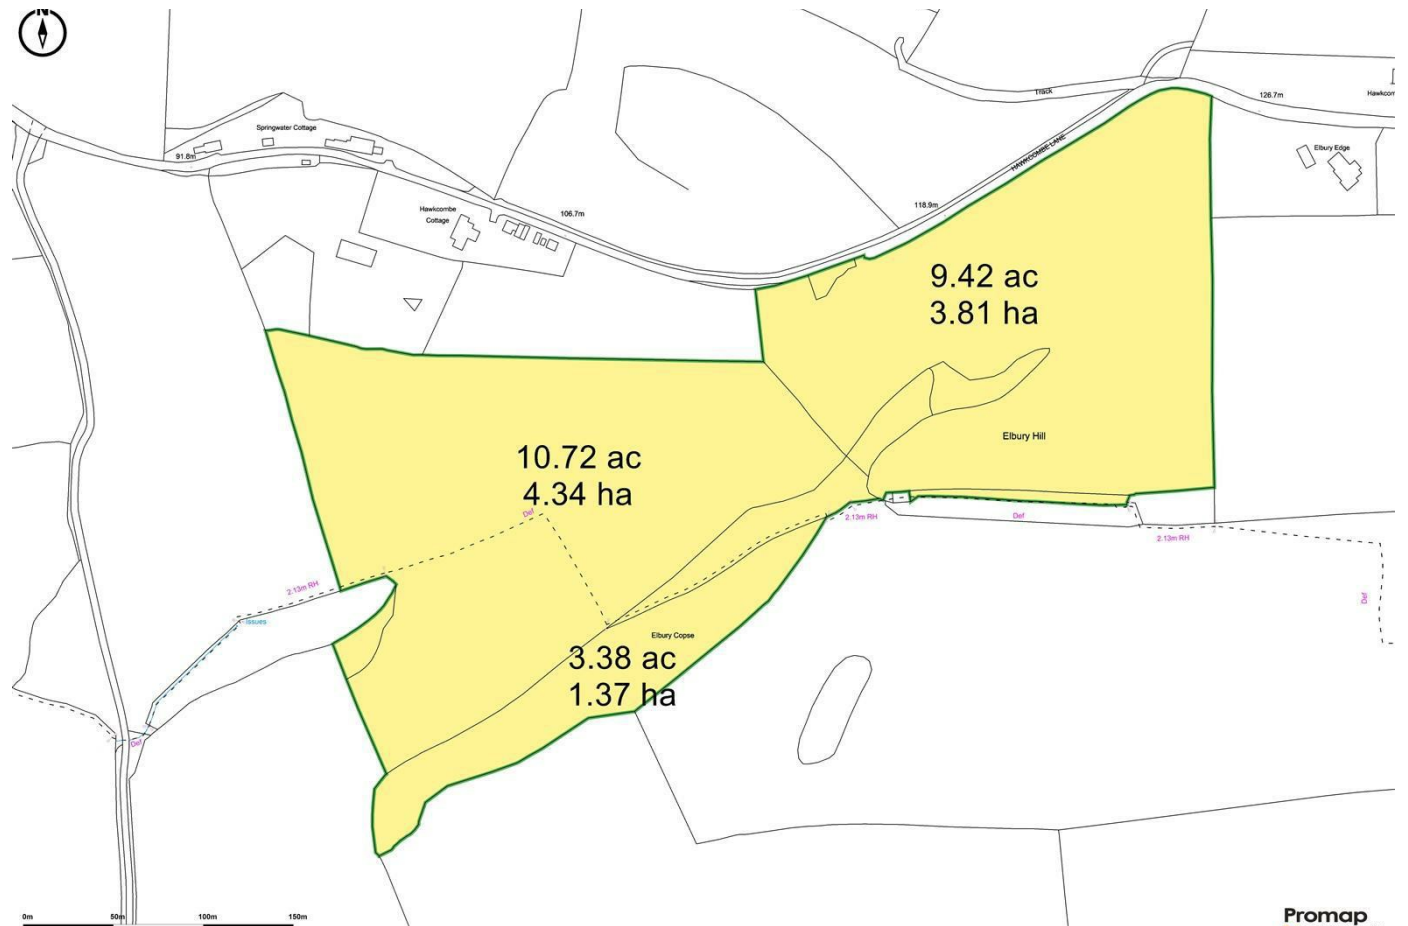 N
Track
126.7m
Hawkcom
Springwater Cottage
HAWKCOMBE LANE
Elbury Edge
91.8m
118.9m
Hawkcombe
Cottage
106.7m
9.42 ac
3.81 ha
Elbury Hill
10.72 ac
4.34 ha
Def
2.13m RH
Def
2.13m RH
2.13m RH
Def
Issues
Elbury Copse
3.38 ac
1.37 ha
Def
0m
50m
100m
150m
Promap